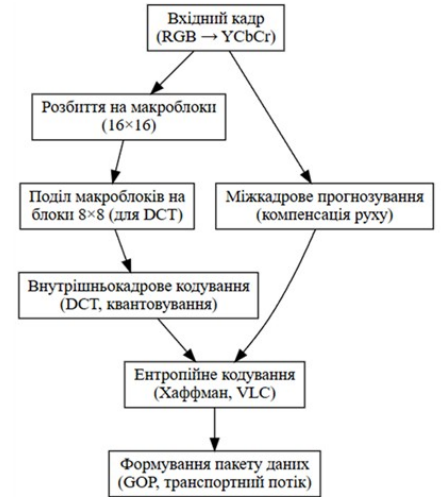 Вхідний кадр
(RGB → YCbCr)
Розбиття на макроблоки
(16×16)
Поділ макроблоків на
блоки 8×8 (для DCT)
Міжкадрове прогнозування
(компенсація руху)
Внутрішньокадрове кодування
(DCT, квантовування)
Ентропійне кодування
(Хаффман, VLC)
Формування пакету даних
(GOP, транспортний потік)